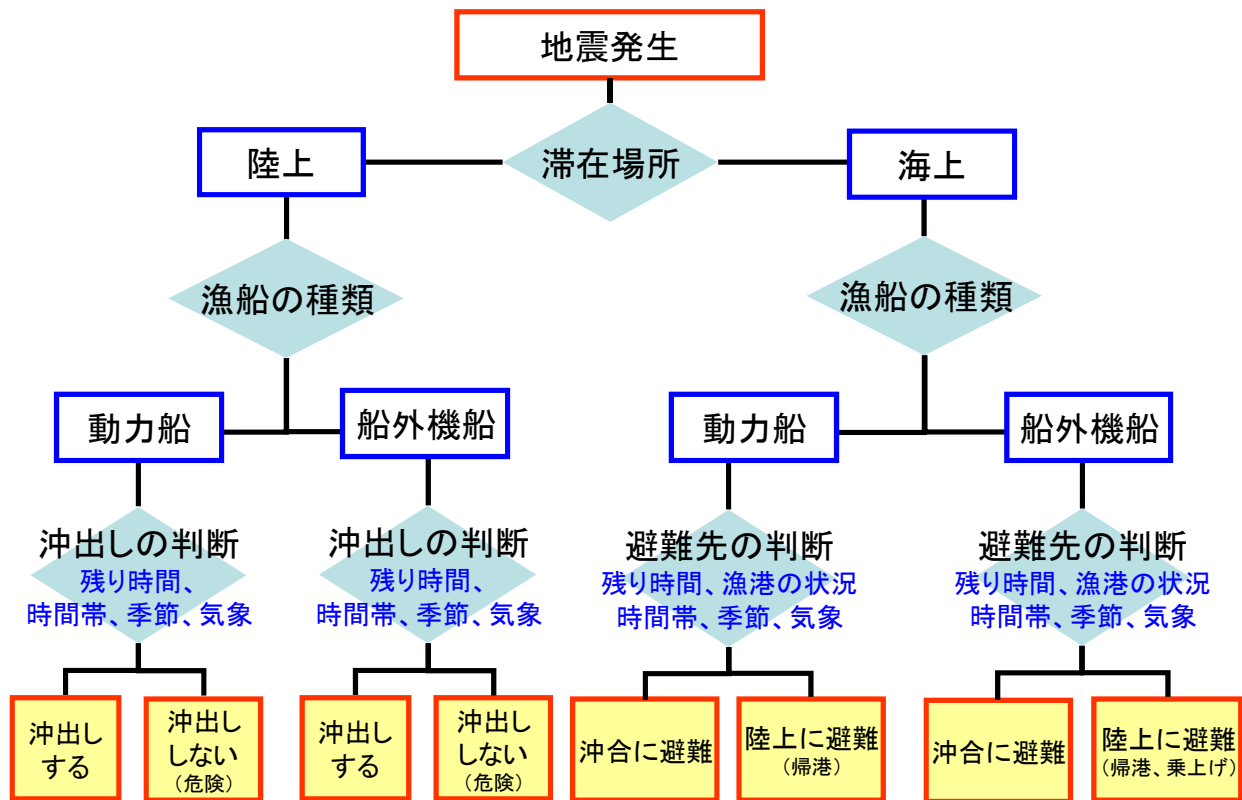 地震発生
陸上
滞在場所
海上
漁船の種類
漁船の種類
動力船
船外機船
動力船
船外機船
沖出しの判断
残り時間、
時間帯、季節、気象
沖出しの判断
残り時間、
時間帯、季節、気象
避難先の判断
残り時間、漁港の状況
時間帯、季節、気象
避難先の判断
残り時間、漁港の状況
時間帯、季節、気象
沖出し
する
沖出し
しない
(危険)
沖出し
する
沖出し
しない
(危険)
沖合に避難
陸上に避難
(帰港)
沖合に避難
陸上に避難
(帰港、乗上げ)